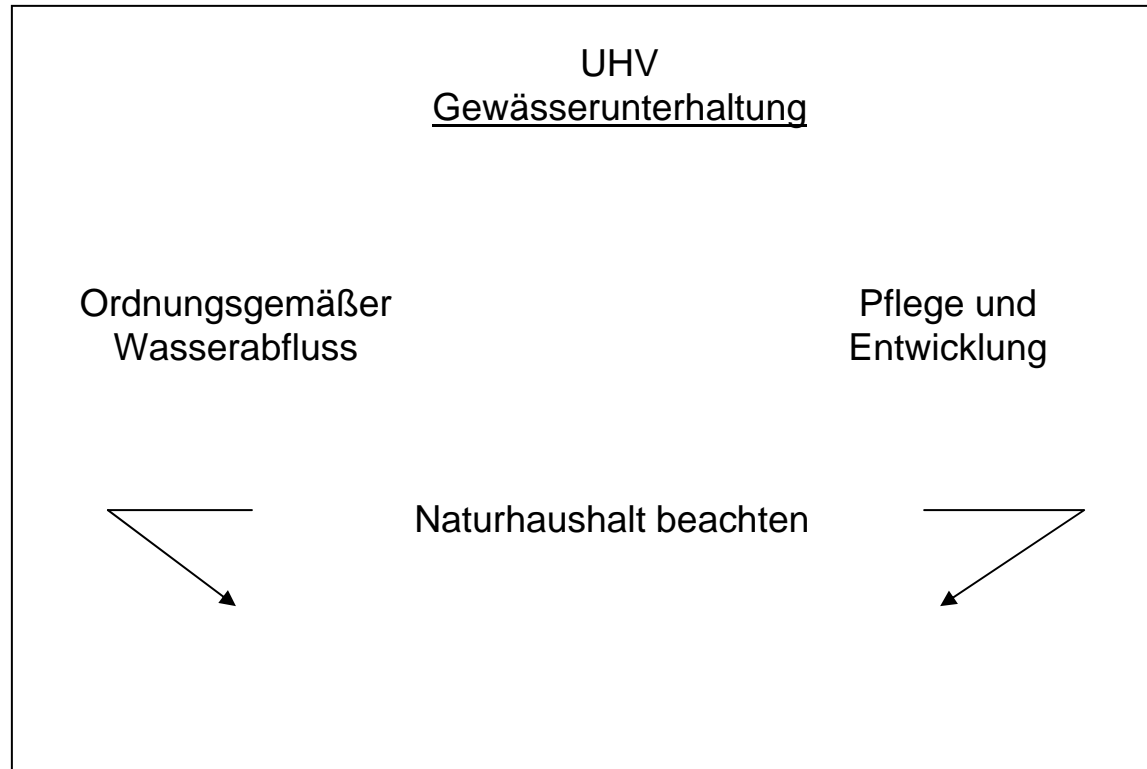 UHV
Gewässerunterhaltung
Ordnungsgemäßer
Wasserabfluss
Pflege und
Entwicklung
Naturhaushalt beachten